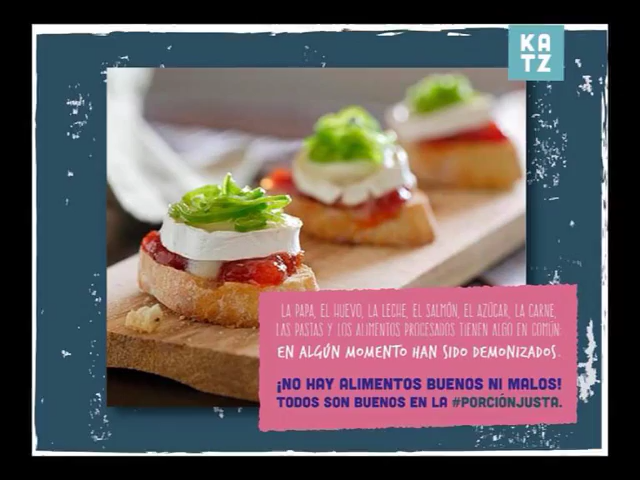 KA
TZ
LA PAPA, EL HUEVO, LA LECHE, EL SALMÓN, EL AZÚCAR, LA CARNE,
LAS PASTAS Y LOS ALIMENTOS PROCESADOS TIENEN ALGO EN COMÚN:
EN ALGÚN MOMENTO HAN SIDO DEMONIZADOS.
¡NO HAY ALIMENTOS BUENOS NI MALOS!
TODOS SON BUENOS EN LA #PORCIÓNJUSTA.